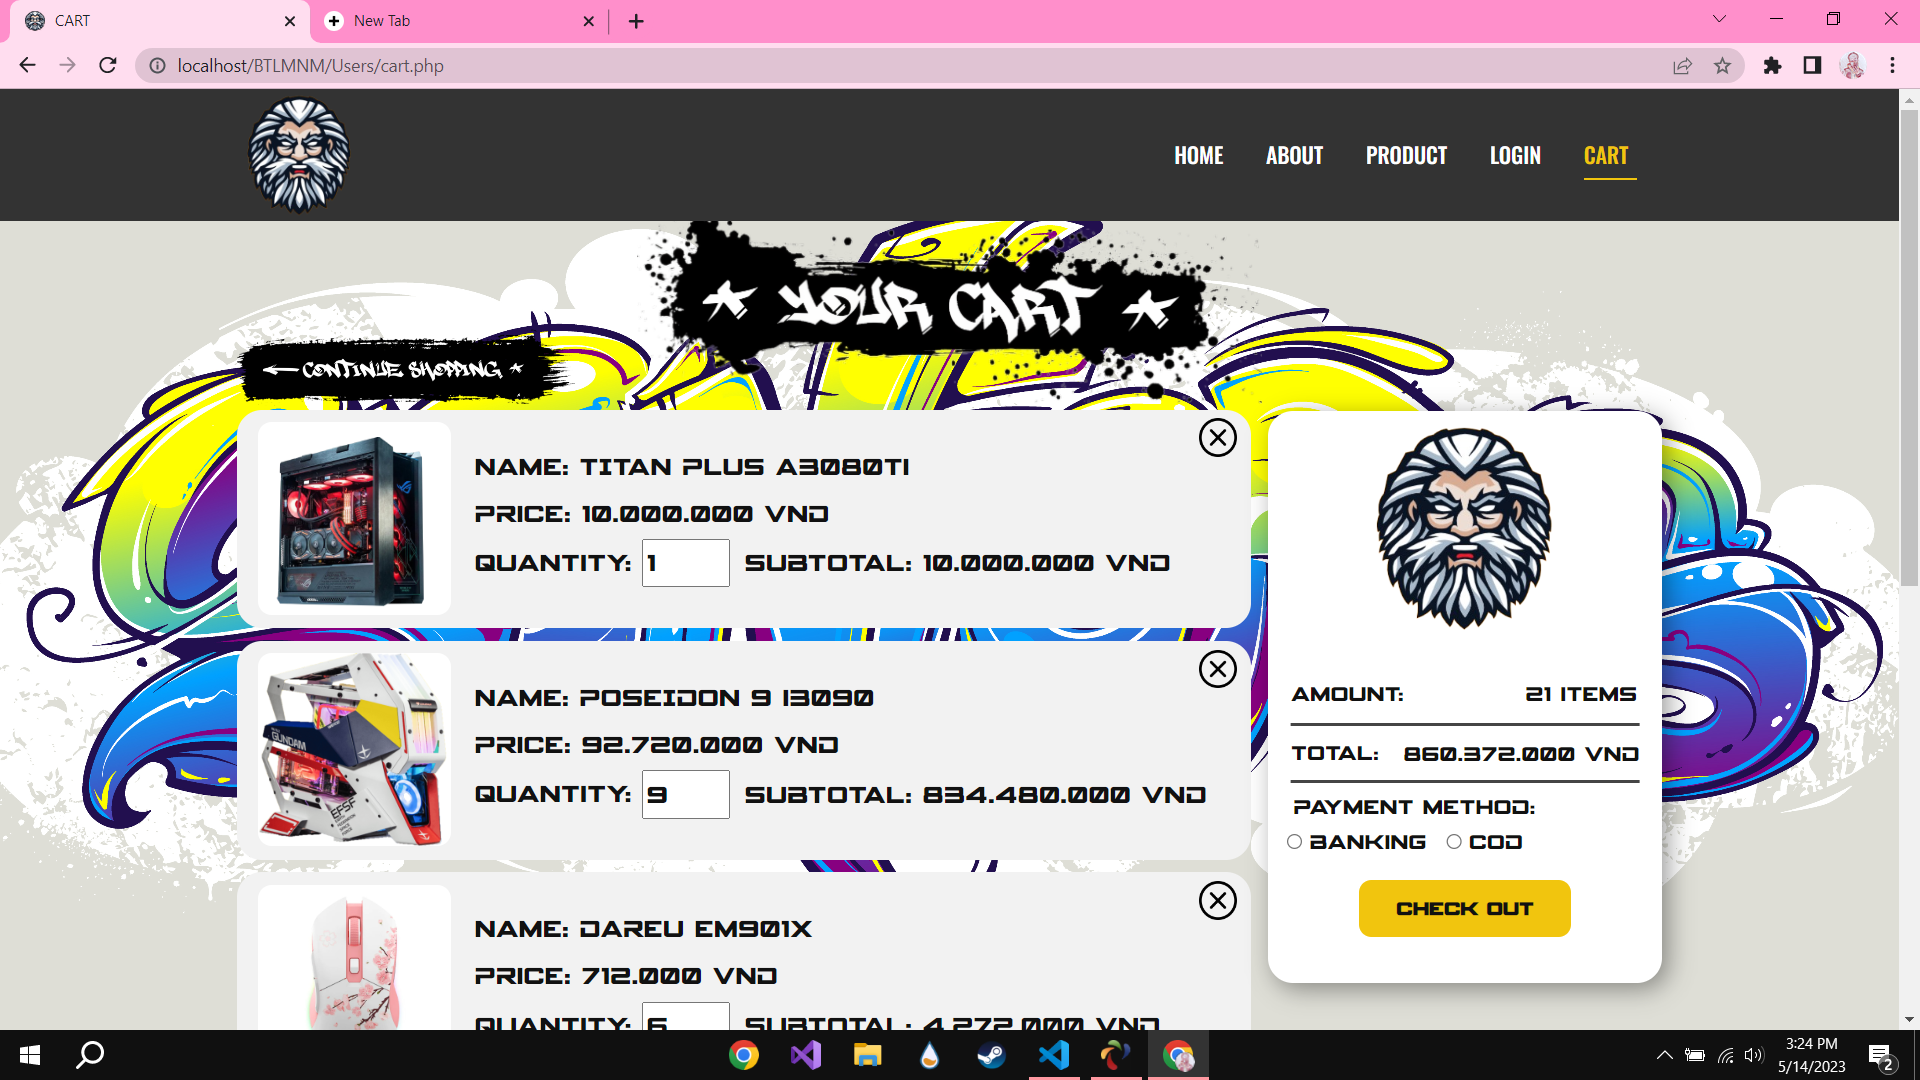 CART
New Tab
localhost/BTLMNM/Users/cart.php
HOME ABOUT PRODUCT LOGIN CART
* YOUR CART *
CONTINUE SHOPPING *
NAME: TITAN PLUS A3080TI
PRICE: 10.000.000 VND
QUANTITY: 1 SUBTOTAL: 10.000.000 VND
GUNDAM
EFSF
NAME: POSEIDON 9 I3090
PRICE: 92.720.000 VND
QUANTITY: 9 SUBTOTAL: 834.480.000 VND
NAME: DAREU EM901X
PRICE: 712.000 VND
QUANTITY: 6 SUBTOTAL: 4.272.000 VND
AMOUNT: 21 ITEMS
TOTAL: 860.372.000 VND
PAYMENT METHOD:
BANKING COD
CHECK OUT
3:24 PM
5/14/2023
2